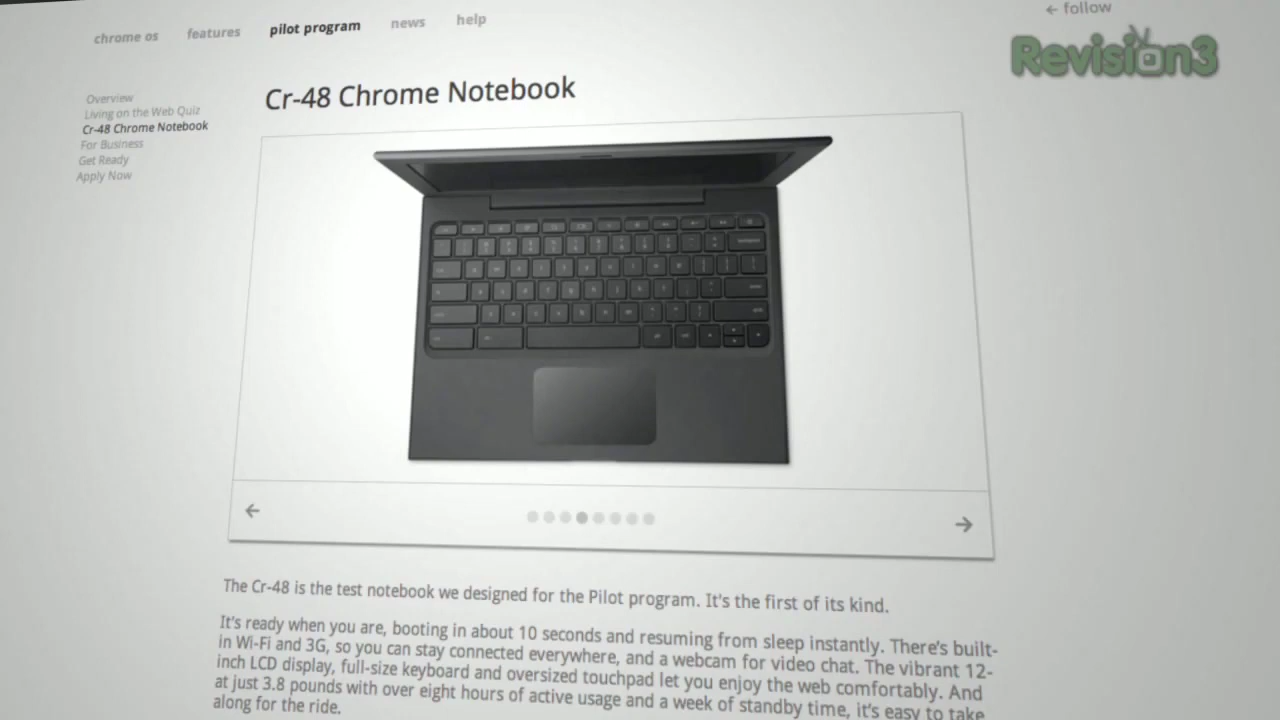 chrome os features pilot program news help
← follow
Revision3
Overview
Living on the Web Quiz
Cr-48 Chrome Notebook
For Business
Get Ready
Apply Now
Cr-48 Chrome Notebook
The Cr-48 is the test notebook we designed for the Pilot program. It's the first of its kind.
It's ready when you are, booting in about 10 seconds and resuming from sleep instantly. There's built-
in Wi-Fi and 3G, so you can stay connected everywhere, and a webcam for video chat. The vibrant 12-
inch LCD display, full-size keyboard and oversized touchpad let you enjoy the web comfortably. And
at just 3.8 pounds with over eight hours of active usage and a week of standby time, it's easy to take
along for the ride.